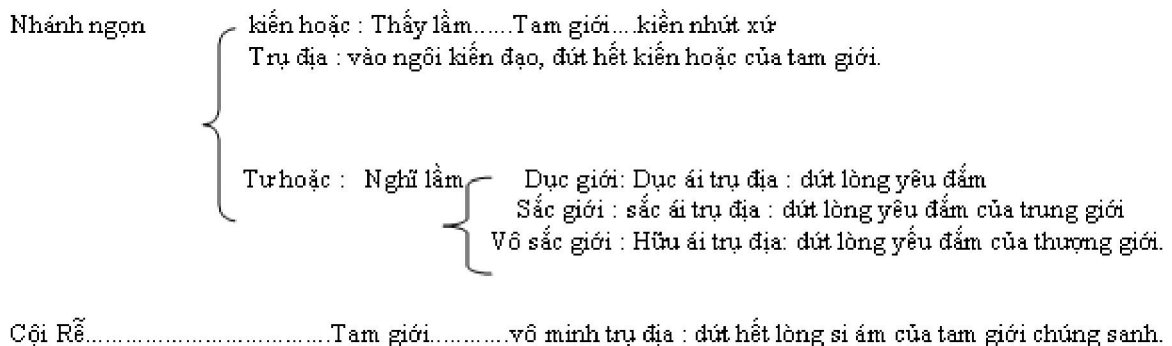 Nhánh ngọn kiến hoặc : Thấy lầm......Tam giới....kiền nhứt xứ
Trụ địa : vào ngôi kiến đạo, đứt hết kiến hoặc của tam giới.
Tư hoặc : Nghĩ lầm Dục giới: Dục ái trụ địa : dứt lòng yêu đắm
Sắc giới : sắc ái trụ địa : dứt lòng yêu đắm của trung giới
Vô sắc giới : Hữu ái trụ địa: dứt lòng yếu đắm của thượng giới.
Cội Rễ.................................Tam giới...........vô minh trụ địa : dứt hết lòng si ám của tam giới chúng sanh.